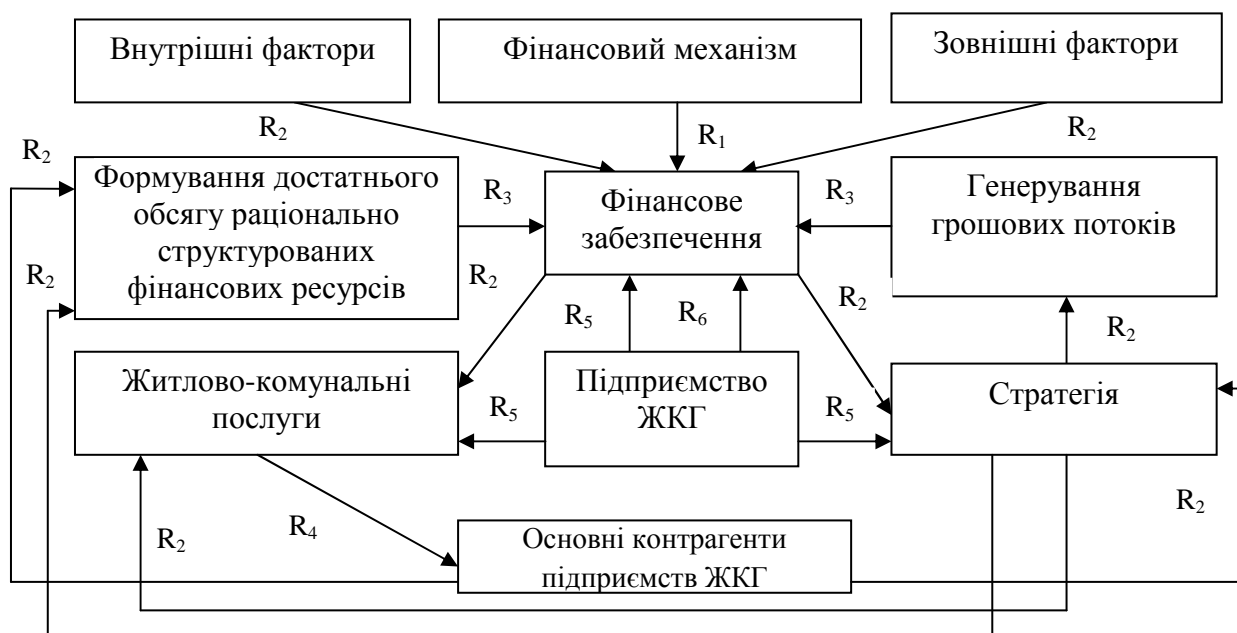 Внутрішні фактори
Фінансовий механізм
Зовнішні фактори
R₂
R₁
R₂
R₂
Формування достатнього
обсягу раціонально
структурованих
фінансових ресурсів
R₃
Фінансове
забезпечення
R₃
Генерування
грошових потоків
R₂
R₂
R₅
R₆
R₂
R₂
Житлово-комунальні
послуги
R₅
Підприємство
ЖКГ
R₅
Стратегія
R₂
R₄
R₂
Основні контрагенти
підприємств ЖКГ